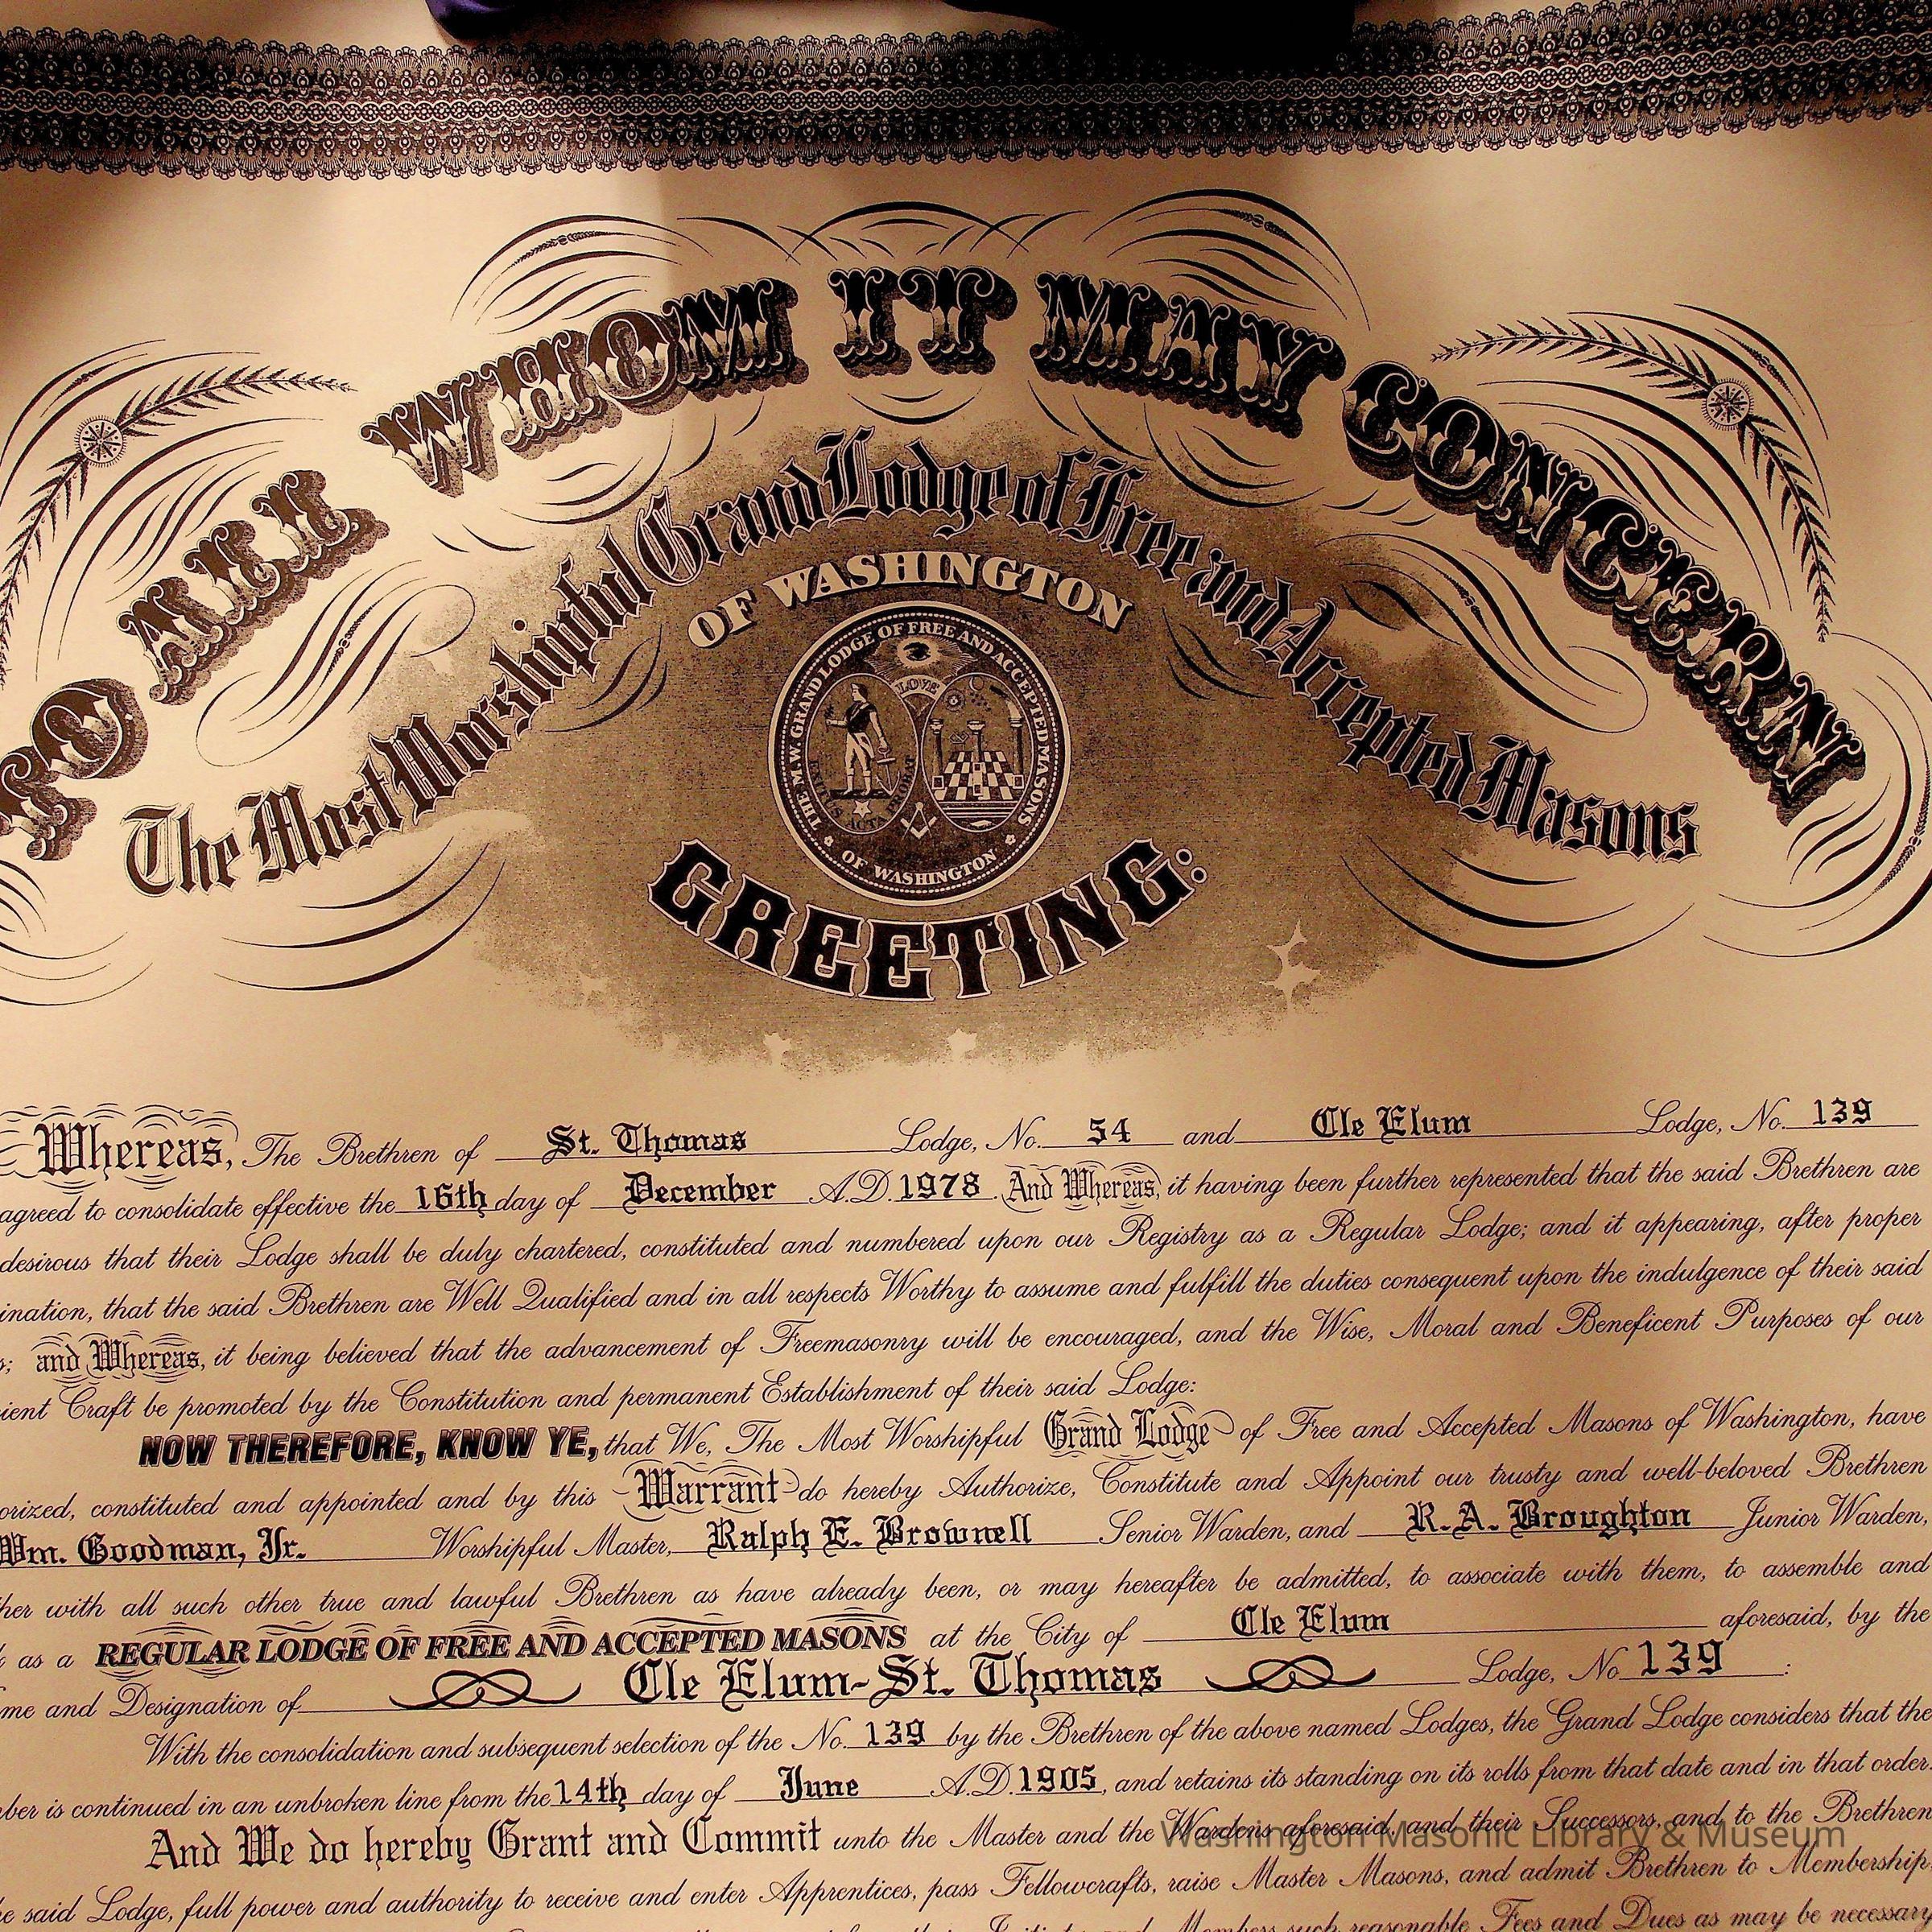 TO ALL WHOM IT MAY CONCERN
The Most Worshipful Grand Lodge of Free and Accepted Masons
OF WASHINGTON
THE M.W. GRAND LODGE OF FREE AND ACCEPTED MASONS
LOVE
OF WASHINGTON
GREETING:
Whereas, The Brethren of St. Thomas Lodge, No. 54 and Cle Elum Lodge, No. 139
agreed to consolidate effective the 16th day of December A.D. 1978. And Whereas, it having been further represented that the said Brethren are
desirous that their Lodge shall be duly chartered, constituted and numbered upon our Registry as a Regular Lodge; and it appearing, after proper
ination, that the said Brethren are Well Qualified and in all respects Worthy to assume and fulfill the duties consequent upon the indulgence of their said
s; and Whereas, it being believed that the advancement of Freemasonry will be encouraged, and the Wise, Moral and Beneficent Purposes of our
ient Craft be promoted by the Constitution and permanent Establishment of their said Lodge:
NOW THEREFORE, KNOW YE, that We, The Most Worshipful Grand Lodge of Free and Accepted Masons of Washington, have
orized, constituted and appointed and by this Warrant do hereby Authorize, Constitute and Appoint our trusty and well-beloved Brethren
Wm. Goodman, Jr. Worshipful Master, Ralph E. Brownell Senior Warden, and R.A. Broughton Junior Warden,
her with all such other true and lawful Brethren as have already been, or may hereafter be admitted, to associate with them, to assemble and
as a REGULAR LODGE OF FREE AND ACCEPTED MASONS at the City of Cle Elum aforesaid, by the
me and Designation of Cle Elum-St. Thomas Lodge, No. 139 :
With the consolidation and subsequent selection of the No. 139 by the Brethren of the above named Lodges, the Grand Lodge considers that the
ber is continued in an unbroken line from the 14th day of June A.D. 1905, and retains its standing on its rolls from that date and in that order.
And We do hereby Grant and Commit unto the Master and the Wardens aforesaid, and their Successors, and to the Brethren
Washington Masonic Library & Museum
e said Lodge, full power and authority to receive and enter Apprentices, pass Fellowcrafts, raise Master Masons, and admit Brethren to Membership
Members such reasonable Fees and Dues as may be necessary